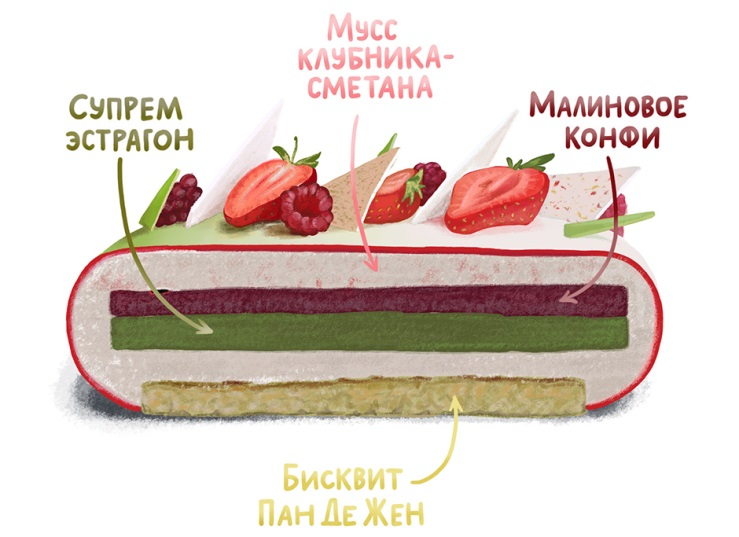 Мусс
клубника-
сметана
Супрем
эстрагон
Малиновое
конфи
Бисквит
Пан Де Жен